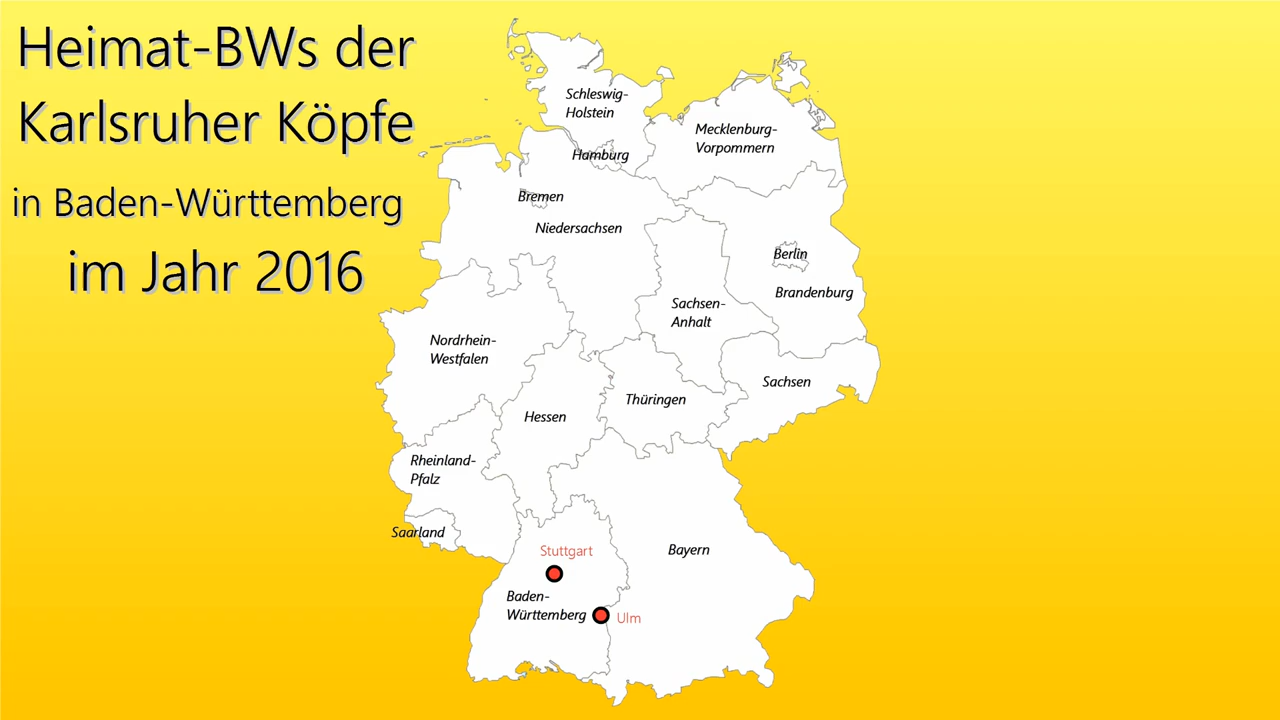 Heimat-BWs der
Karlsruher Köpfe
in Baden-Württemberg
im Jahr 2016
Schleswig-
Holstein
Mecklenburg-
Vorpommern
Hamburg
Bremen
Niedersachsen
Berlin
Brandenburg
Sachsen-
Anhalt
Nordrhein-
Westfalen
Sachsen
Thüringen
Hessen
Rheinland-
Pfalz
Saarland
Stuttgart
Bayern
Baden-
Württemberg
Ulm